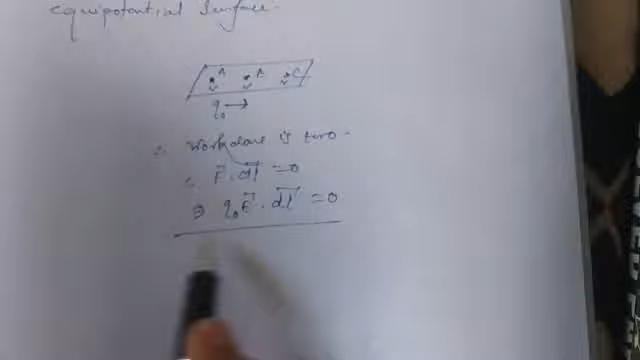 equipotential Surface.
A B C
V V V
q₀ →
∴ Workdone is zero.
∴ F⃗ . dl⃗ = 0
⇒ q₀E⃗ . dl⃗ = 0